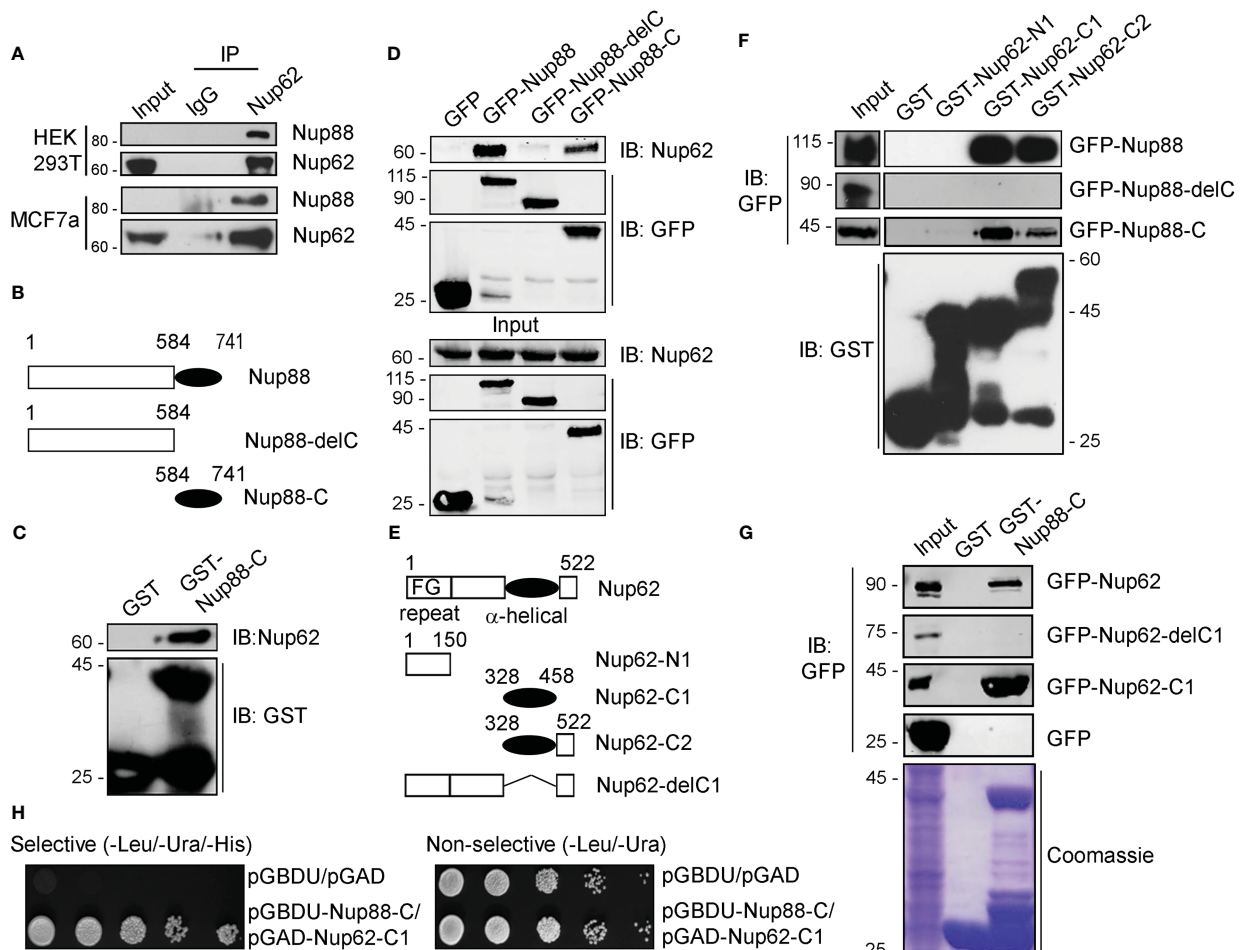 A
IP
Input
IgG
Nup62
HEK
293T
80 -
Nup88
60 -
Nup62
MCF7a
80 -
Nup88
60 -
Nup62
B
1 584 741
Nup88
1 584
Nup88-delC
584 741
Nup88-C
C
GST
GST-
Nup88-C
60 -
IB:Nup62
45 -
IB: GST
25 -
D
GFP
GFP-Nup88
GFP-Nup88-delC
GFP-Nup88-C
60 -
IB: Nup62
115 -
90 -
45 -
IB: GFP
25 -
Input
60 -
IB: Nup62
115 -
90 -
45 -
IB: GFP
25 -
E
1 522
FG
Nup62
repeat α-helical
1 150
Nup62-N1
328 458
Nup62-C1
328 522
Nup62-C2
Nup62-delC1
F
Input
GST
GST-Nup62-N1
GST-Nup62-C1
GST-Nup62-C2
IB:
GFP
115 -
GFP-Nup88
90 -
GFP-Nup88-delC
45 -
GFP-Nup88-C
- 60
- 45
IB: GST
- 25
G
Input
GST
GST-
Nup88-C
IB:
GFP
90 -
GFP-Nup62
75 -
GFP-Nup62-delC1
45 -
GFP-Nup62-C1
25 -
GFP
45 -
Coomassie
25
H
Selective (-Leu/-Ura/-His)
pGBDU/pGAD
pGBDU-Nup88-C/
pGAD-Nup62-C1
Non-selective (-Leu/-Ura)
pGBDU/pGAD
pGBDU-Nup88-C/
pGAD-Nup62-C1